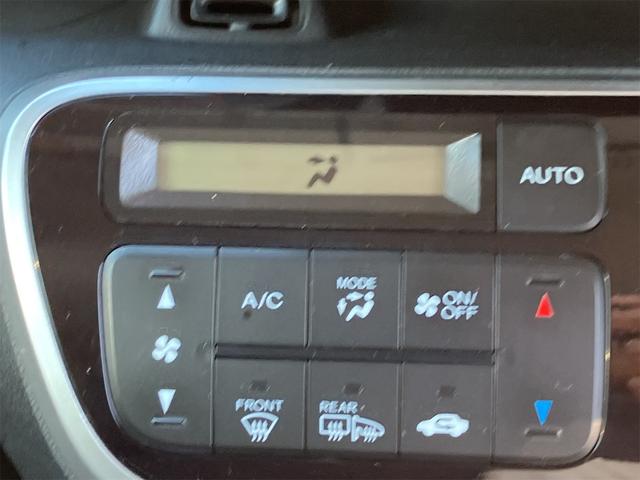 AUTO
A/C
MODE
ON/
OFF
FRONT
REAR